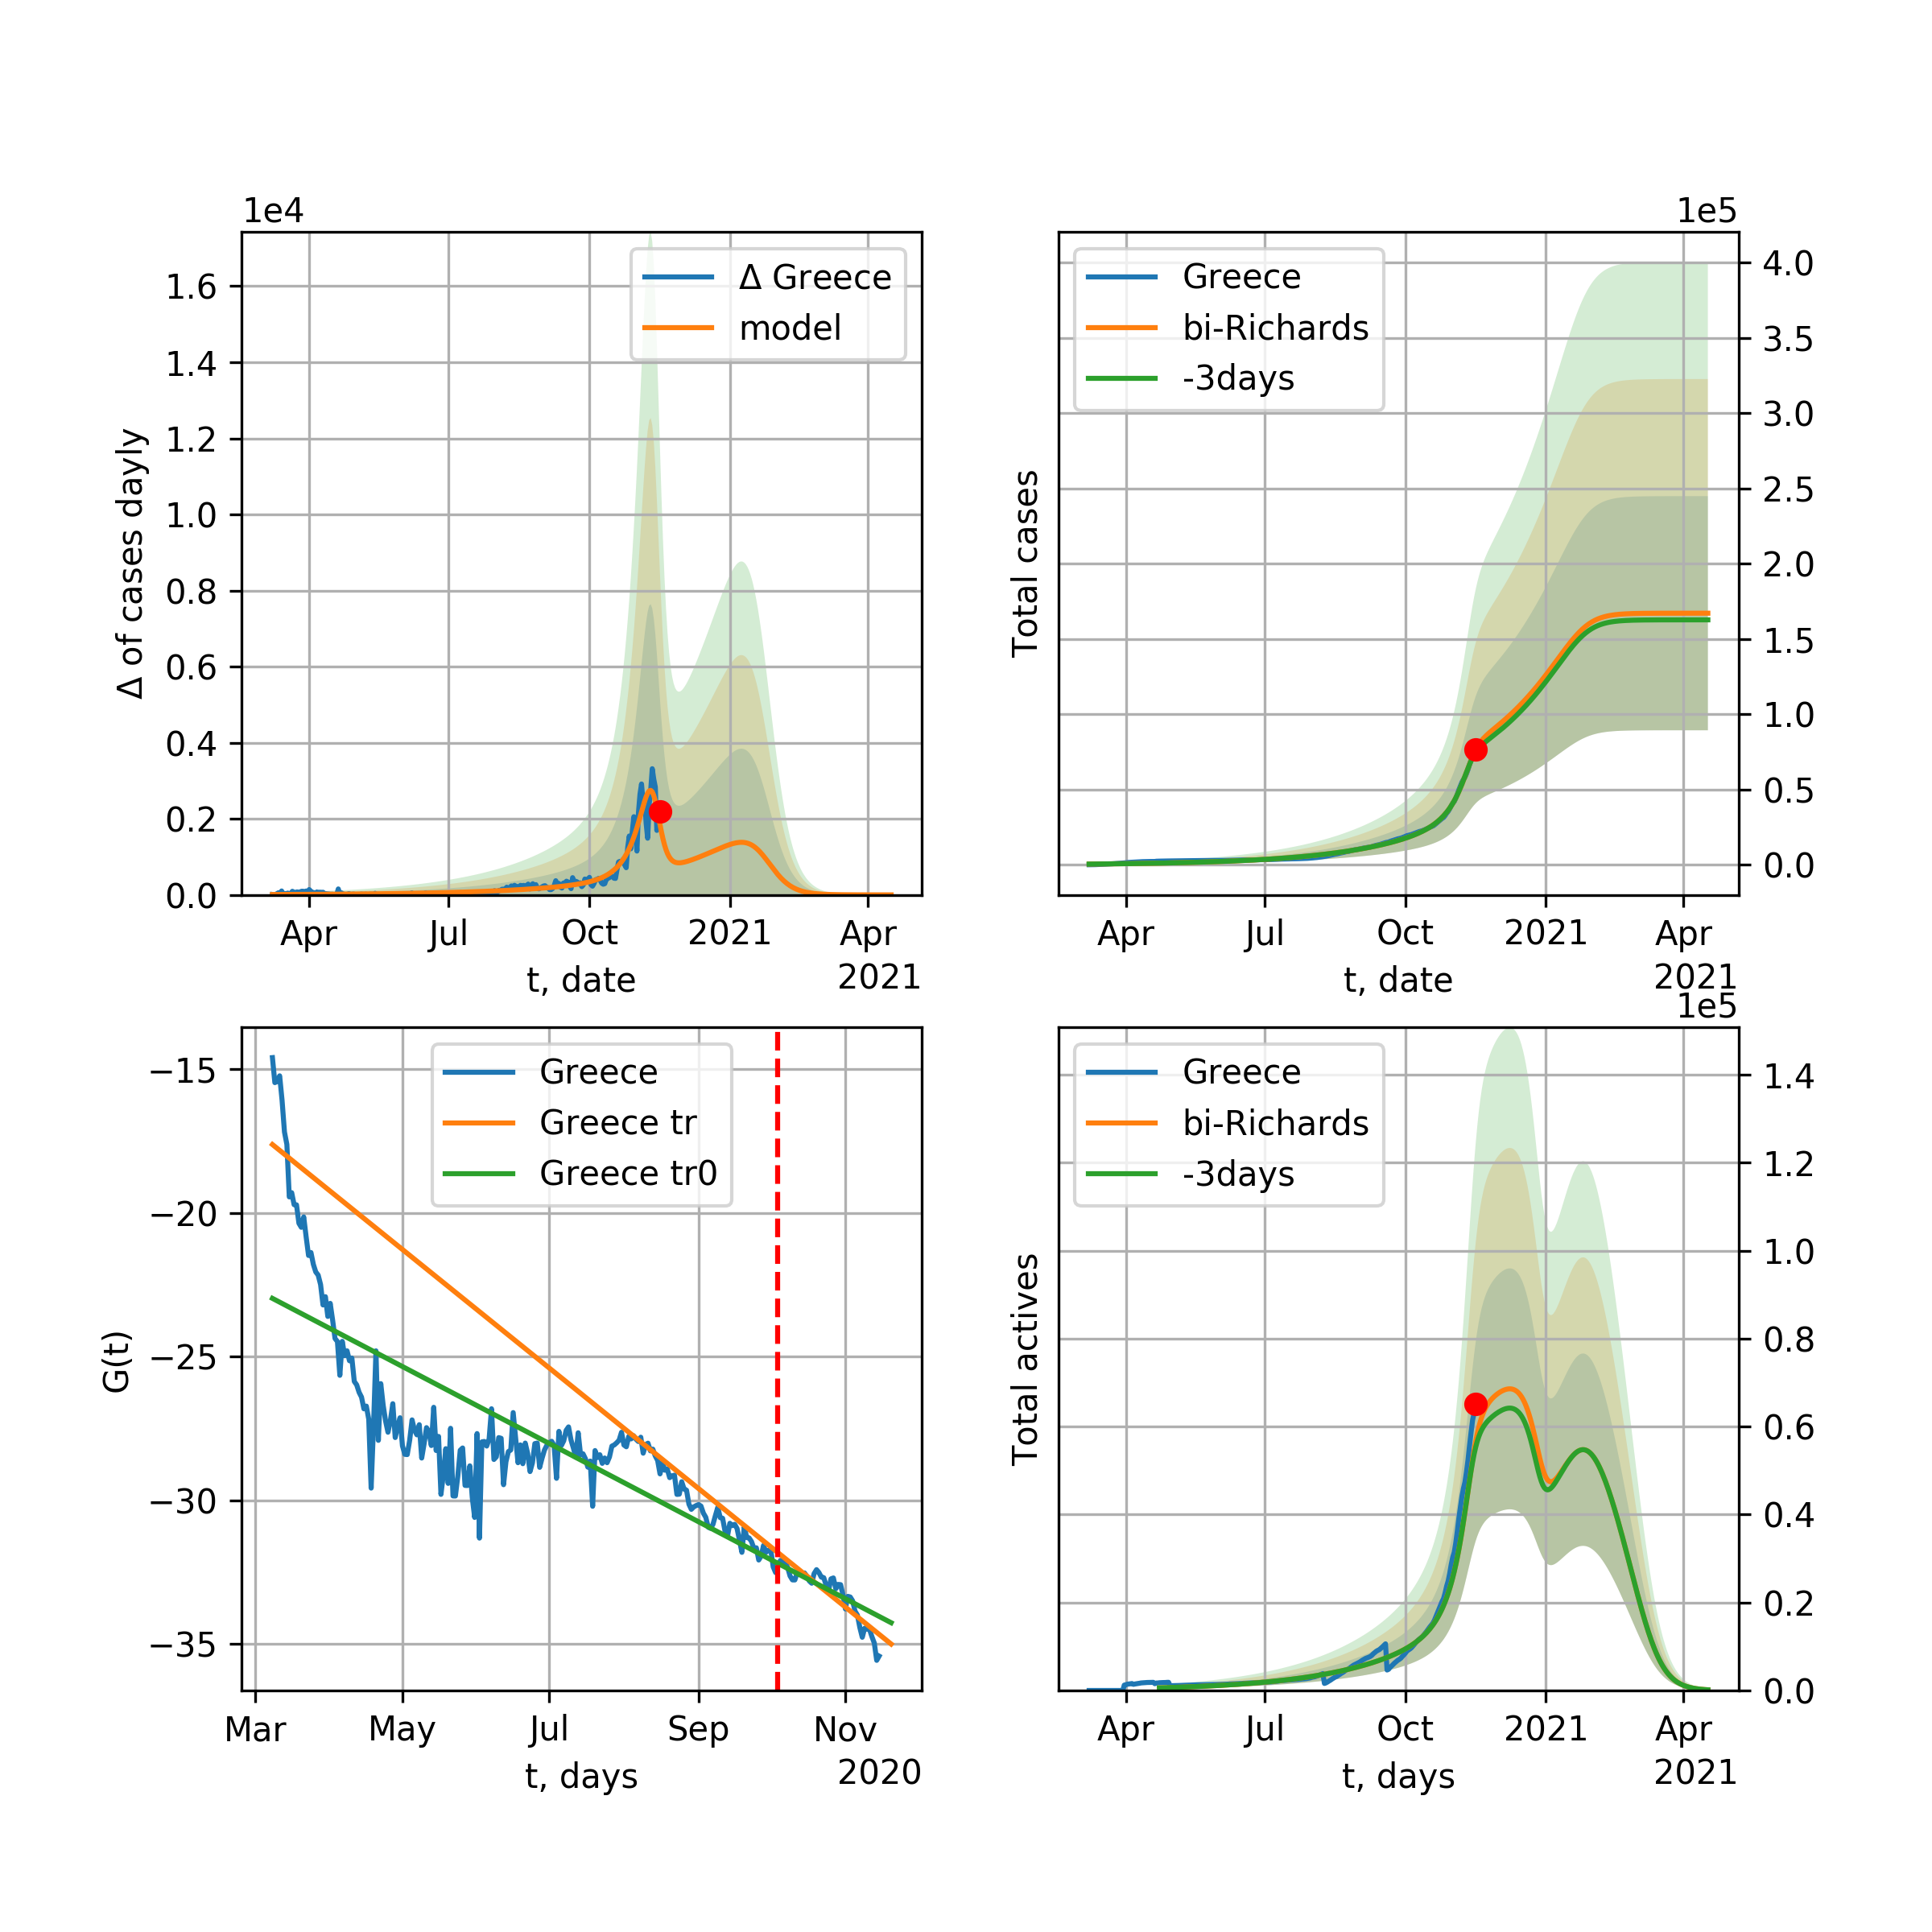 1e4
Δ of cases dayly
1.6
1.4
1.2
1.0
0.8
0.6
0.4
0.2
0.0
Δ Greece
model
Apr Jul Oct 2021 Apr
2021
t, date
1e5
Total cases
Greece
bi-Richards
-3days
4.0
3.5
3.0
2.5
2.0
1.5
1.0
0.5
0.0
Apr Jul Oct 2021 Apr
2021
t, date
G(t)
−15
−20
−25
−30
−35
Greece
Greece tr
Greece tr0
Mar May Jul Sep Nov
2020
t, days
1e5
Total actives
Greece
bi-Richards
-3days
1.4
1.2
1.0
0.8
0.6
0.4
0.2
0.0
Apr Jul Oct 2021 Apr
2021
t, days